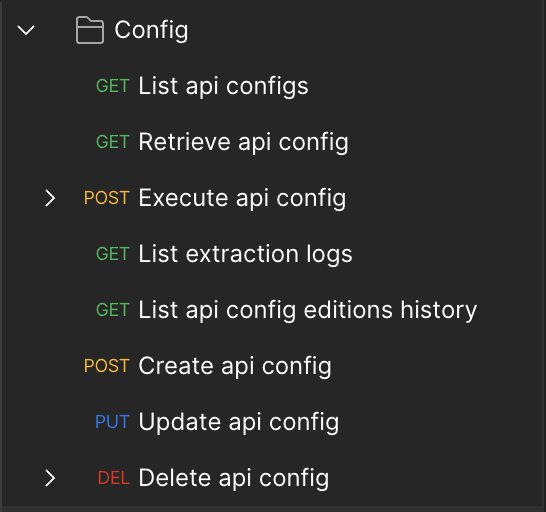 Config
GET List api configs
GET Retrieve api config
POST Execute api config
GET List extraction logs
GET List api config editions history
POST Create api config
PUT Update api config
DEL Delete api config